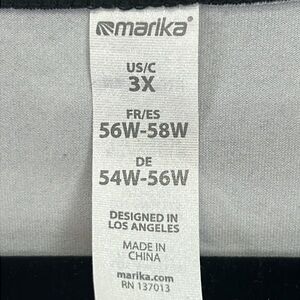 marika®
US/C
3X
FR/ES
56W-58W
DE
54W-56W
DESIGNED IN
LOS ANGELES
MADE IN
CHINA
marika.com
RN 137013